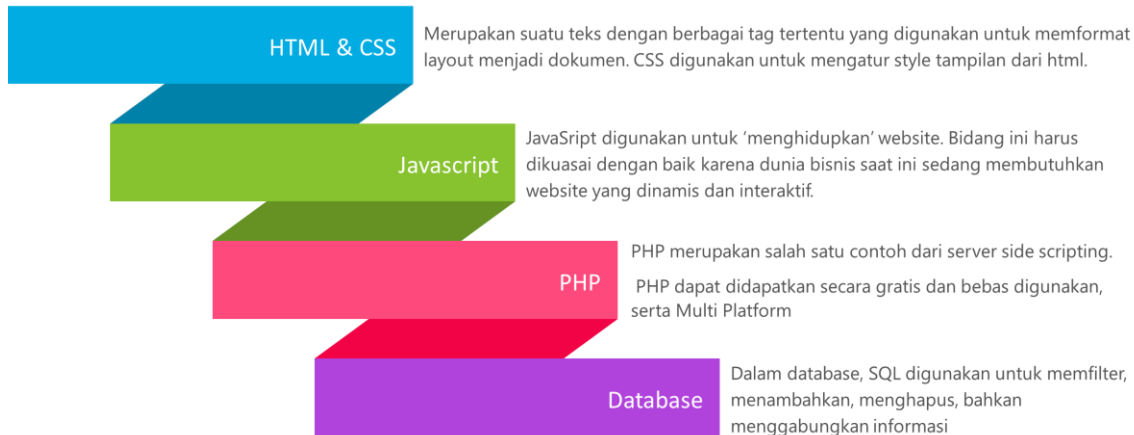 HTML & CSS
Merupakan suatu teks dengan berbagai tag tertentu yang digunakan untuk memformat
layout menjadi dokumen. CSS digunakan untuk mengatur style tampilan dari html.
Javascript
JavaSript digunakan untuk ‘menghidupkan’ website. Bidang ini harus
dikuasai dengan baik karena dunia bisnis saat ini sedang membutuhkan
website yang dinamis dan interaktif.
PHP
PHP merupakan salah satu contoh dari server side scripting.
PHP dapat didapatkan secara gratis dan bebas digunakan,
serta Multi Platform
Database
Dalam database, SQL digunakan untuk memfilter,
menambahkan, menghapus, bahkan
menggabungkan informasi